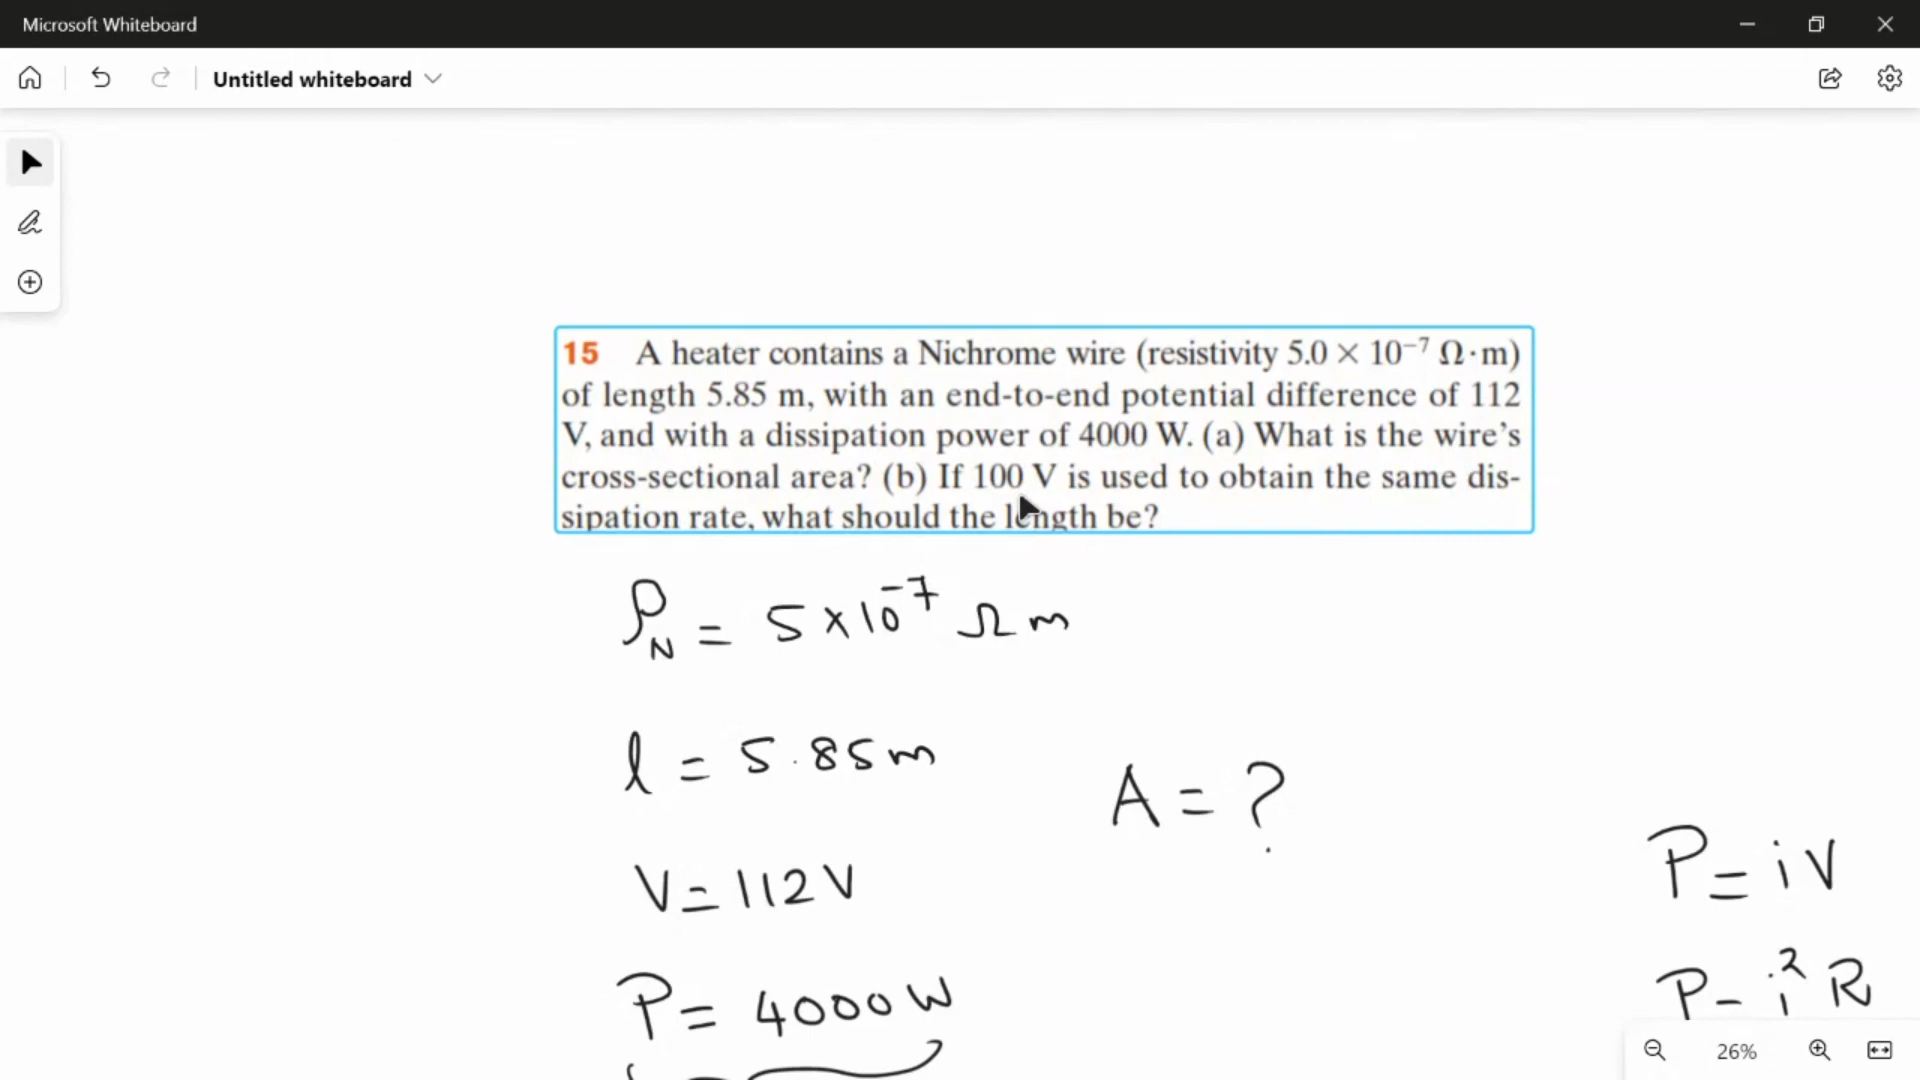 Microsoft Whiteboard
Untitled whiteboard
15 A heater contains a Nichrome wire (resistivity 5.0 × 10⁻⁷ Ω·m)
of length 5.85 m, with an end-to-end potential difference of 112
V, and with a dissipation power of 4000 W. (a) What is the wire's
cross-sectional area? (b) If 100 V is used to obtain the same dis-
sipation rate, what should the length be?
ρ_N = 5 × 10⁻⁷ Ω m
l = 5.85 m
A = ?
V = 112 V
P = iV
P = 4000 W
P = i² R
26%